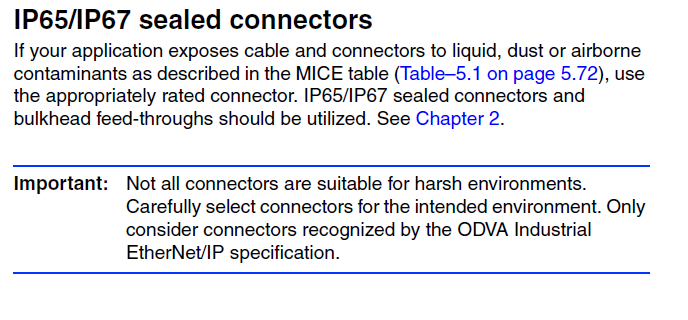 IP65/IP67 sealed connectors
If your application exposes cable and connectors to liquid, dust or airborne
contaminants as described in the MICE table (Table–5.1 on page 5.72), use
the appropriately rated connector. IP65/IP67 sealed connectors and
bulkhead feed-throughs should be utilized. See Chapter 2.
Important: Not all connectors are suitable for harsh environments.
Carefully select connectors for the intended environment. Only
consider connectors recognized by the ODVA Industrial
EtherNet/IP specification.